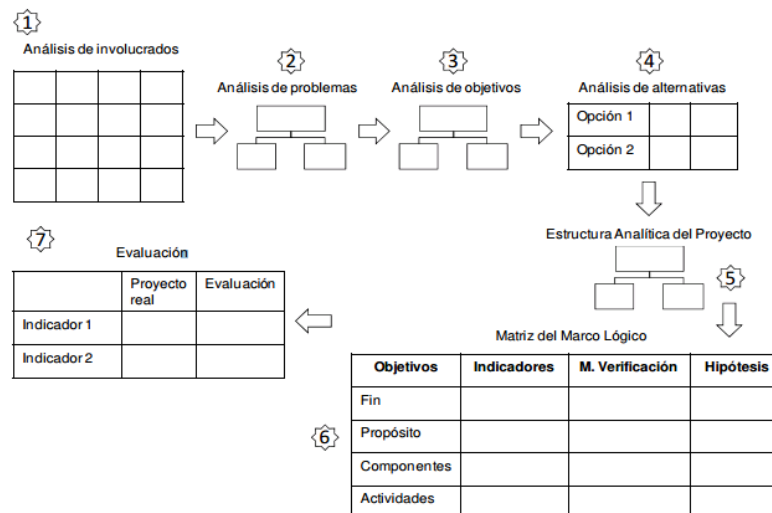 1
Análisis de involucrados
2
Análisis de problemas
3
Análisis de objetivos
4
Análisis de alternativas
Opción 1
Opción 2
Estructura Analítica del Proyecto
5
Matriz del Marco Lógico
6
Objetivos Indicadores M. Verificación Hipótesis
Fin
Propósito
Componentes
Actividades
7
Evaluación
Proyecto real Evaluación
Indicador 1
Indicador 2